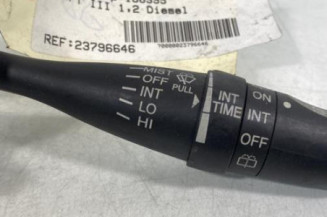 III 1,2 Diesel
REF:23796646
MIST
OFF
INT
LO
HI
PULL
INT
TIME
ON
INT
OFF